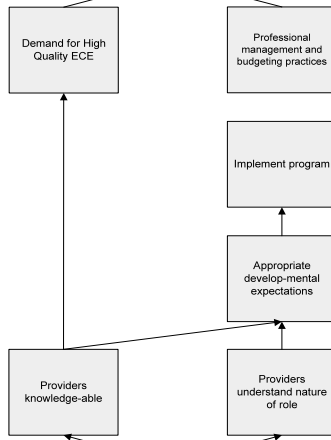 Demand for High
Quality ECE
Professional
management and
budgeting practices
Implement program
Appropriate
develop-mental
expectations
Providers
knowledge-able
Providers
understand nature
of role